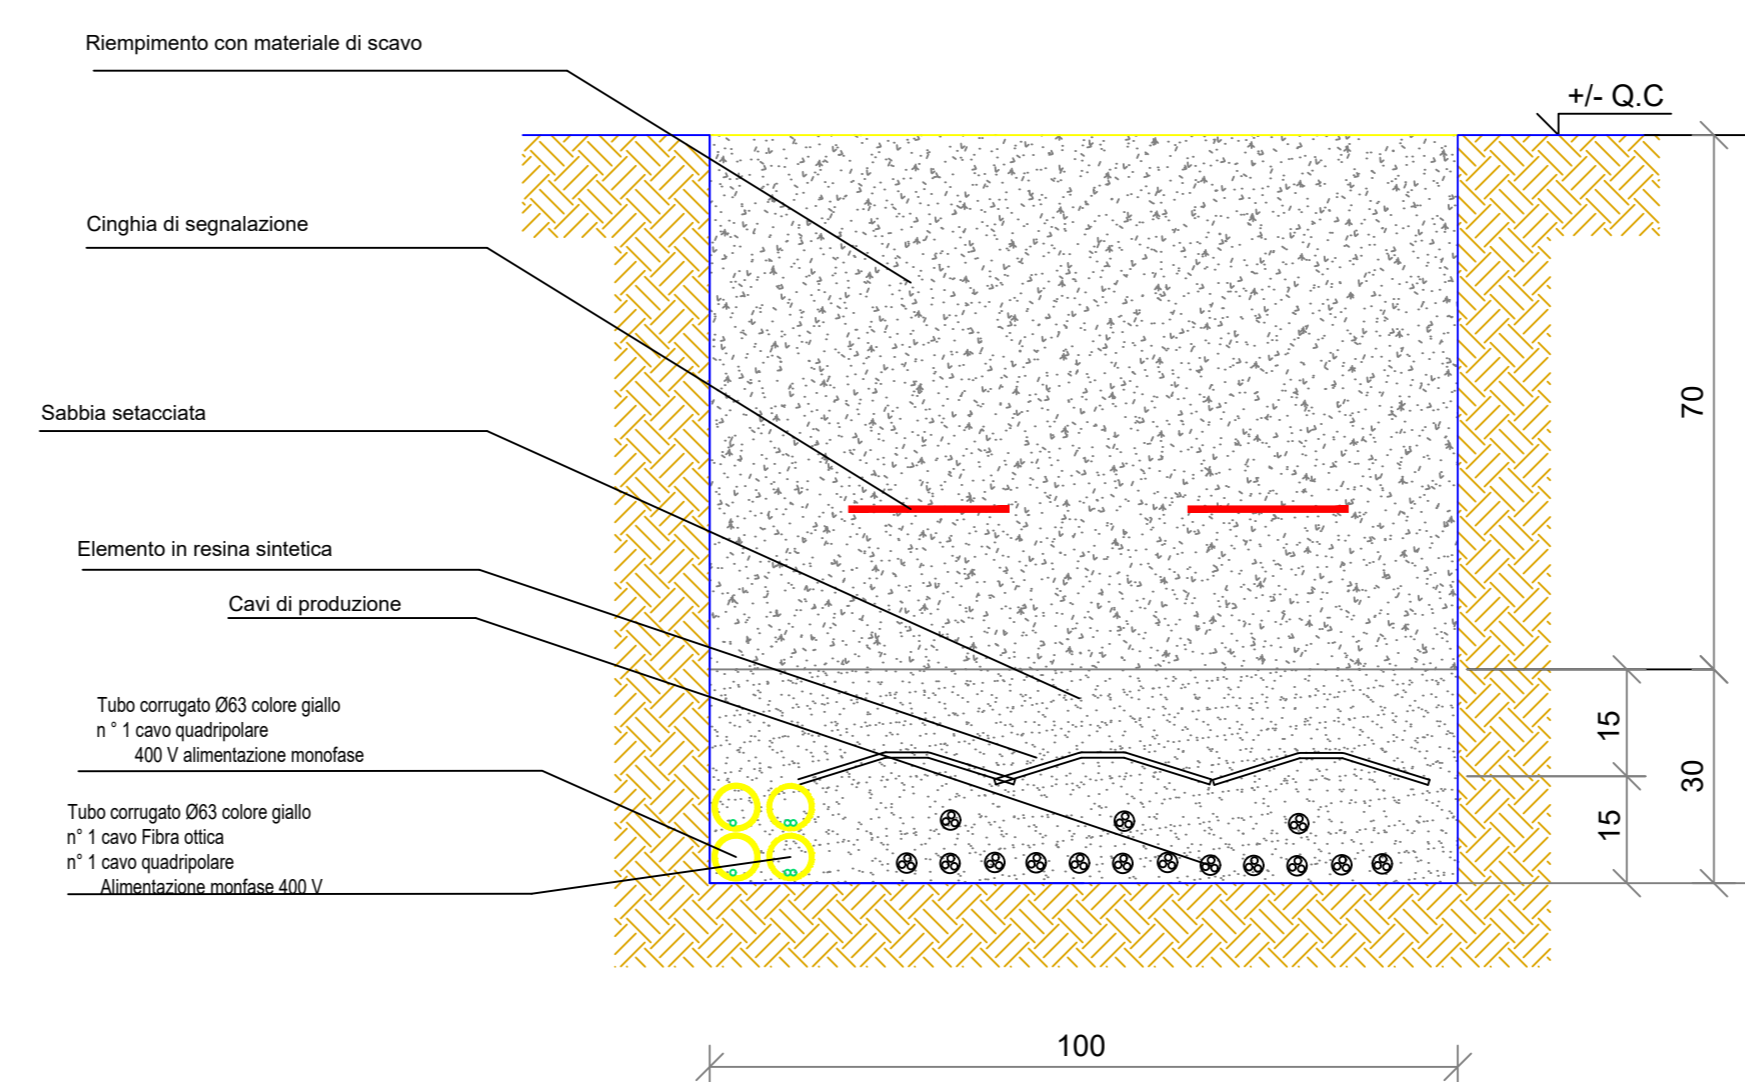 Riempimento con materiale di scavo
+/- Q.C
Cinghia di segnalazione
70
Sabbia setacciata
Elemento in resina sintetica
Cavi di produzione
Tubo corrugato Ø63 colore giallo
n ° 1 cavo quadripolare
400 V alimentazione monofase
15
30
15
Tubo corrugato Ø63 colore giallo
n° 1 cavo Fibra ottica
n° 1 cavo quadripolare
Alimentazione monfase 400 V
100